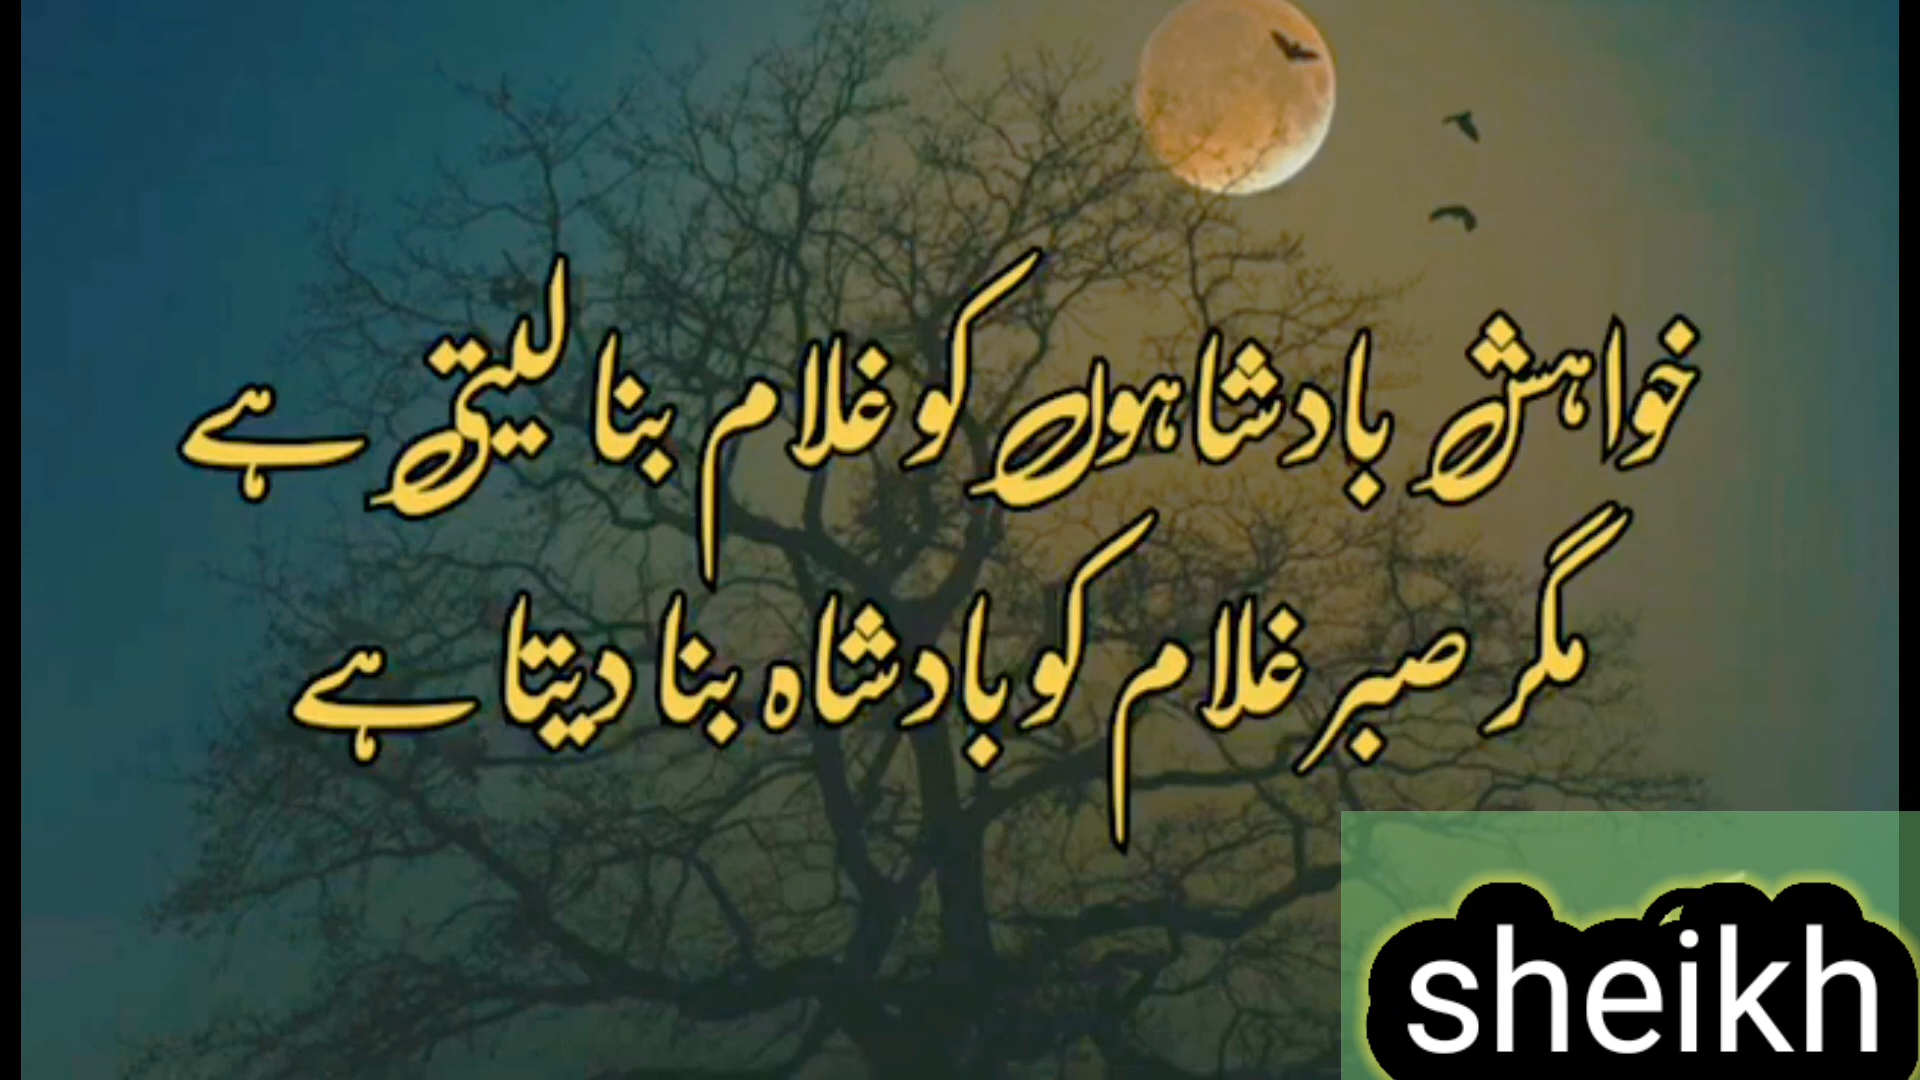 خواہش بادشاہوں کو غلام بنا لیتی ہے
مگر صبر غلام کو بادشاہ بنا دیتا ہے
sheikh